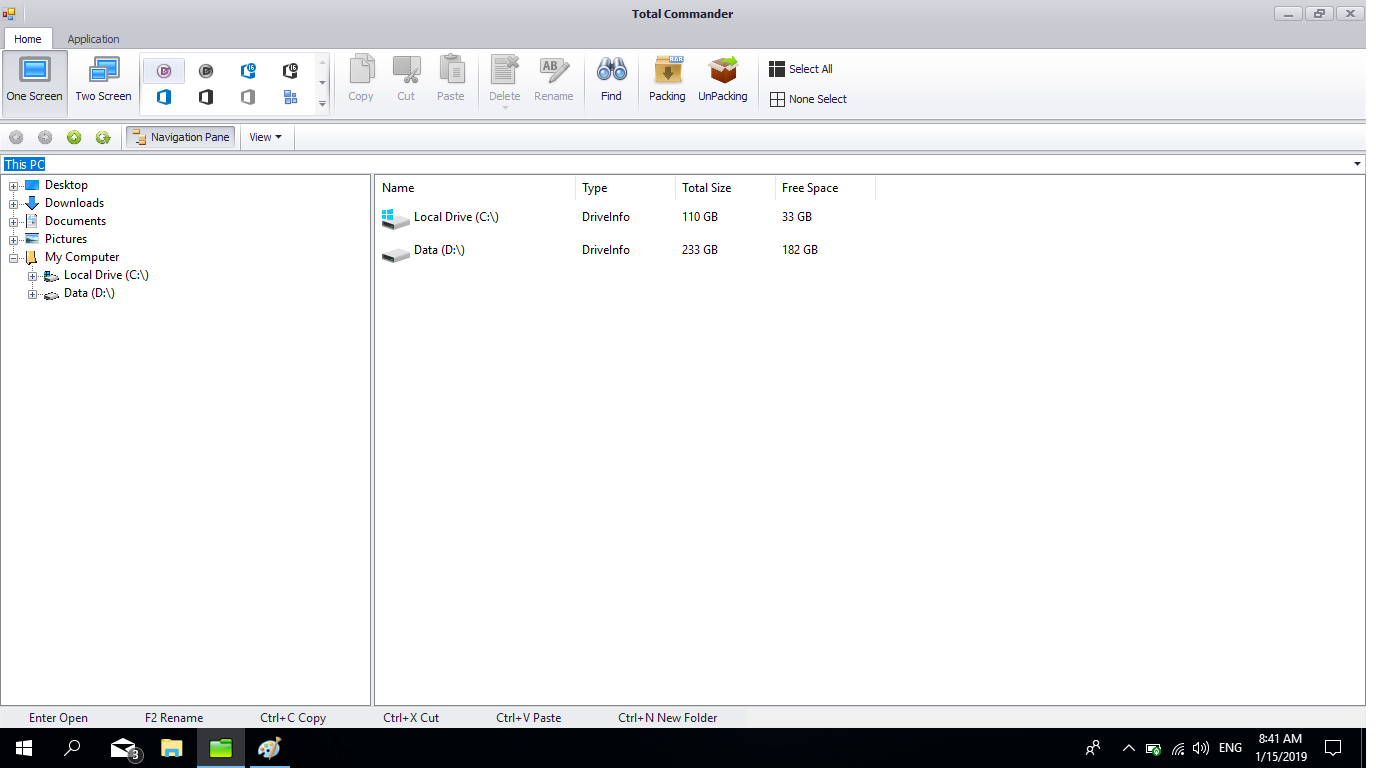 Total Commander
Home Application
One Screen Two Screen Copy Cut Paste Delete Rename Find Packing UnPacking
RAR
Select All
None Select
Navigation Pane View
This PC
Desktop
Downloads
Documents
Pictures
My Computer
Local Drive (C:\)
Data (D:\)
Name Type Total Size Free Space
Local Drive (C:\) DriveInfo 110 GB 33 GB
Data (D:\) DriveInfo 233 GB 182 GB
Enter Open F2 Rename Ctrl+C Copy Ctrl+X Cut Ctrl+V Paste Ctrl+N New Folder
3 ENG 8:41 AM
1/15/2019